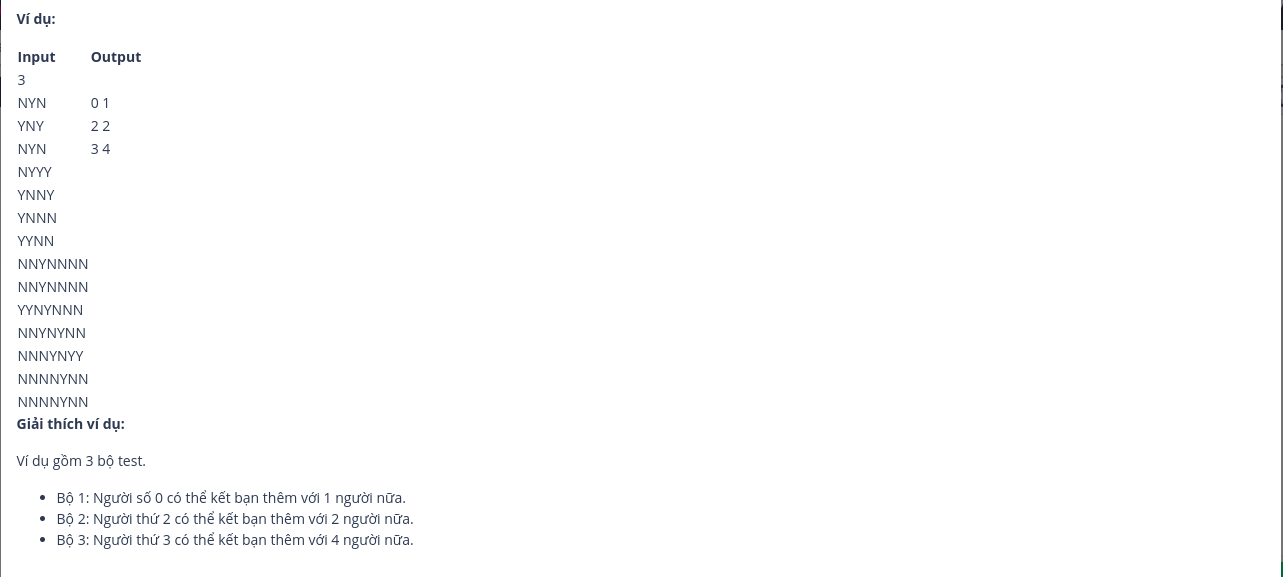 Ví dụ:
Input Output
3
NYN 0 1
YNY 2 2
NYN 3 4
NYYY
YNNY
YNNN
YYNN
NNYNNNN
NNYNNNN
YYNYNNN
NNYNYNN
NNNYNYY
NNNNYNN
NNNNYNN
Giải thích ví dụ:
Ví dụ gồm 3 bộ test.
Bộ 1: Người số 0 có thể kết bạn thêm với 1 người nữa.
Bộ 2: Người thứ 2 có thể kết bạn thêm với 2 người nữa.
Bộ 3: Người thứ 3 có thể kết bạn thêm với 4 người nữa.